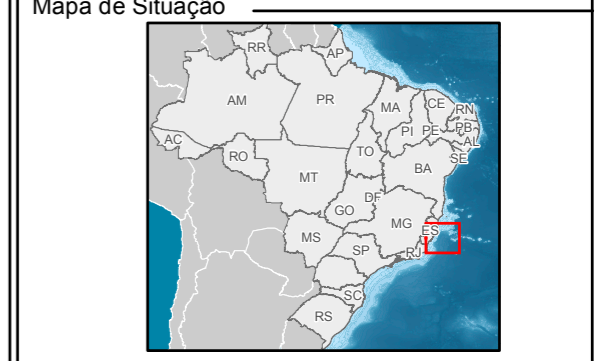 Mapa de Situação
RR
AP
AM
PR
MA
CE
RN
PI
PE
PB
AL
AC
RO
TO
SE
BA
MT
DF
GO
MG
ES
MS
SP
RJ
SC
RS